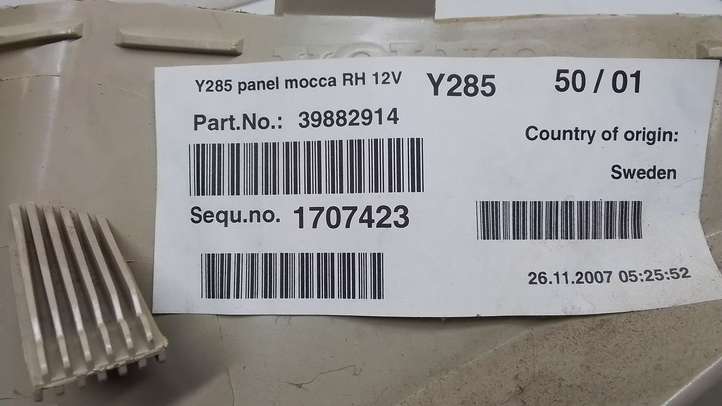 Y285 panel mocca RH 12V
Y285
50 / 01
Part.No.: 39882914
Country of origin:
Sweden
Sequ.no. 1707423
26.11.2007 05:25:52